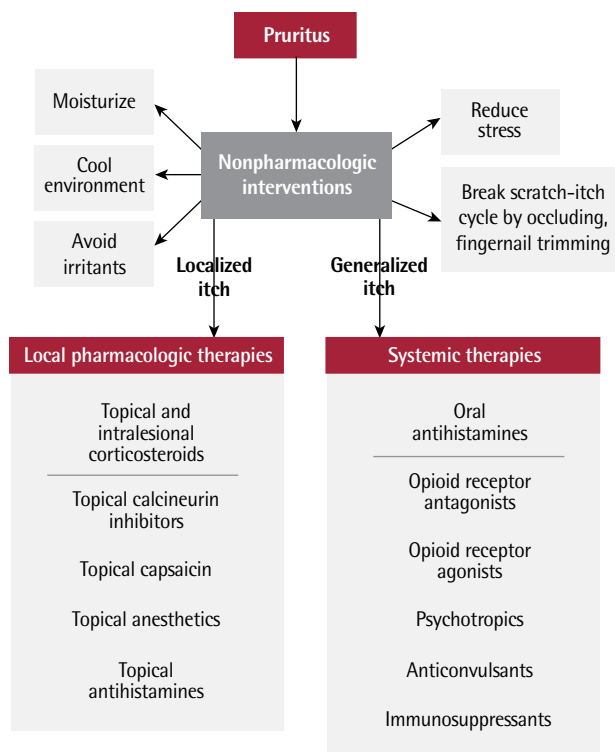 Pruritus
Moisturize
Cool
environment
Avoid
irritants
Nonpharmacologic
interventions
Reduce
stress
Break scratch-itch
cycle by occluding,
fingernail trimming
Localized
itch
Generalized
itch
Local pharmacologic therapies
Topical and
intralesional
corticosteroids
Topical calcineurin
inhibitors
Topical capsaicin
Topical anesthetics
Topical
antihistamines
Systemic therapies
Oral
antihistamines
Opioid receptor
antagonists
Opioid receptor
agonists
Psychotropics
Anticonvulsants
Immunosuppressants